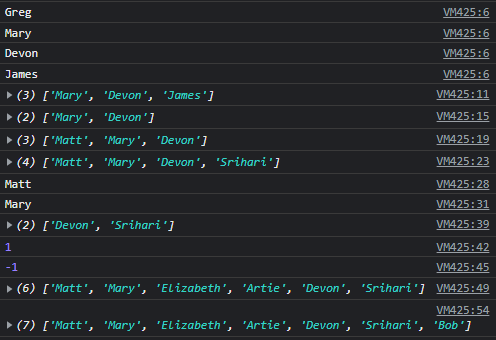 Greg VM425:6
Mary VM425:6
Devon VM425:6
James VM425:6
(3) ['Mary', 'Devon', 'James'] VM425:11
(2) ['Mary', 'Devon'] VM425:15
(3) ['Matt', 'Mary', 'Devon'] VM425:19
(4) ['Matt', 'Mary', 'Devon', 'Srihari'] VM425:23
Matt VM425:28
Mary VM425:31
(2) ['Devon', 'Srihari'] VM425:39
1 VM425:42
-1 VM425:45
(6) ['Matt', 'Mary', 'Elizabeth', 'Artie', 'Devon', 'Srihari'] VM425:49
VM425:54
(7) ['Matt', 'Mary', 'Elizabeth', 'Artie', 'Devon', 'Srihari', 'Bob']